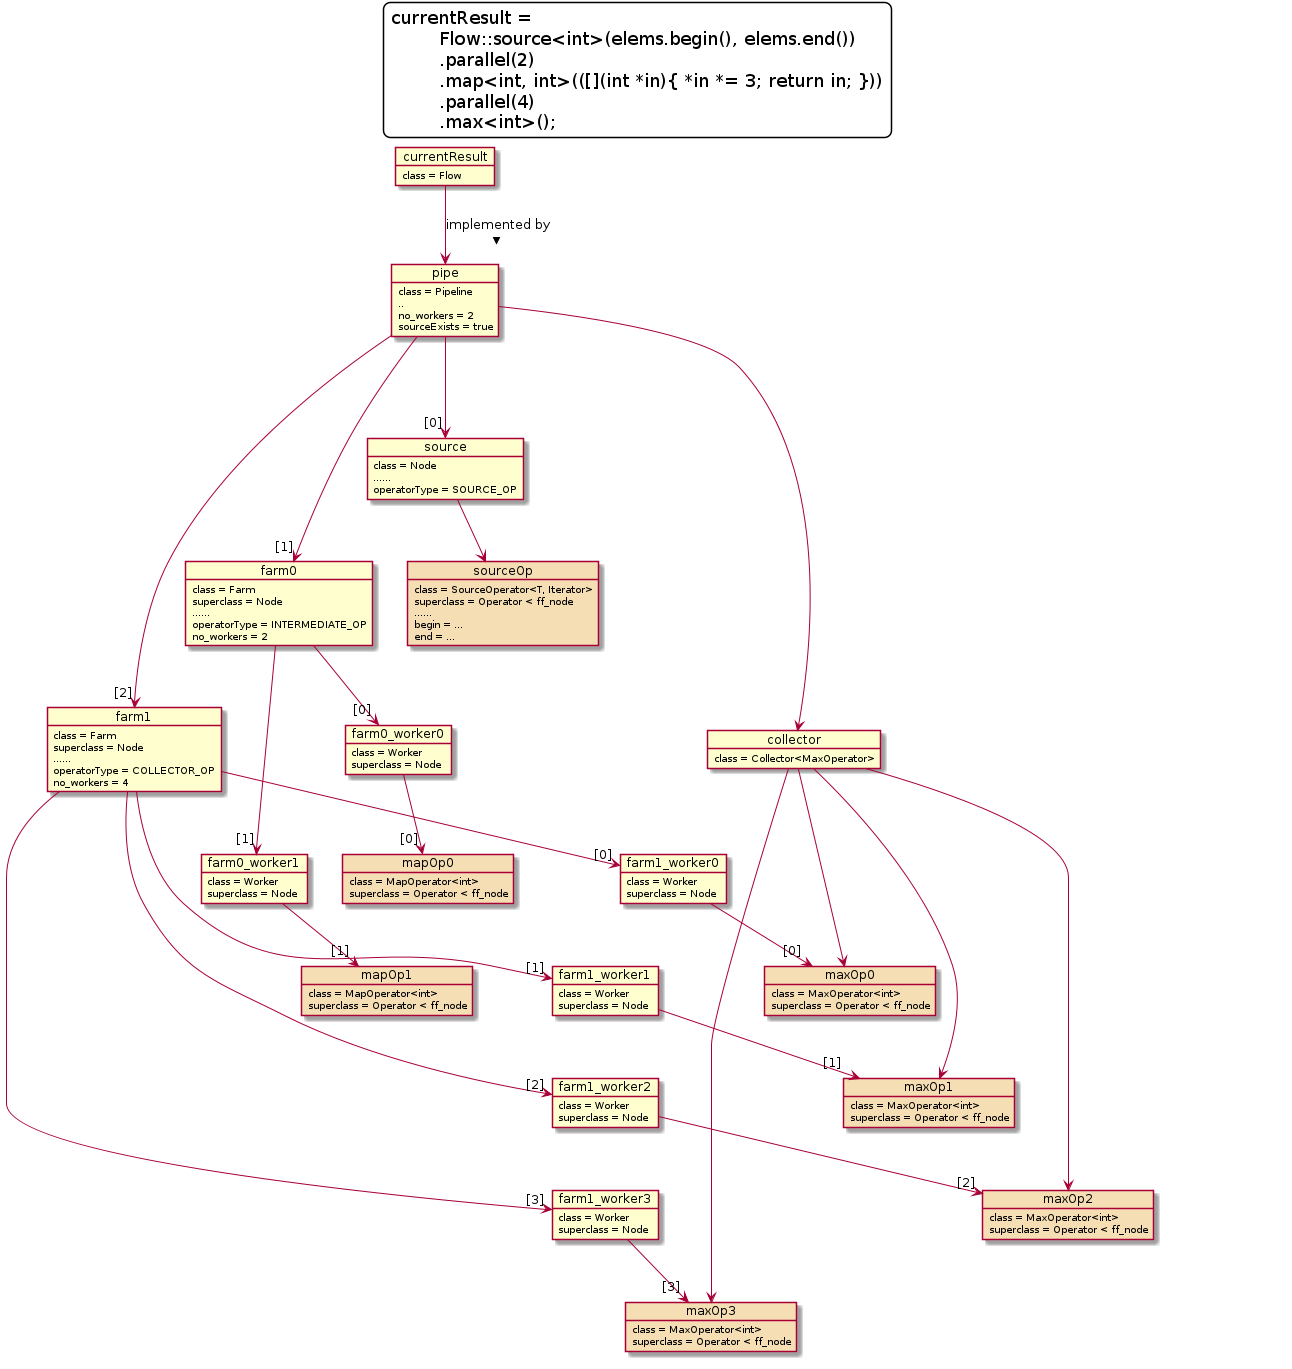 currentResult =
Flow::source<int>(elems.begin(), elems.end())
.parallel(2)
.map<int, int>(([](int *in){ *in *= 3; return in; }))
.parallel(4)
.max<int>();
currentResult
class = Flow
implemented by
▼
pipe
class = Pipeline
..
no_workers = 2
sourceExists = true
[0]
source
class = Node
......
operatorType = SOURCE_OP
[1]
farm0
class = Farm
superclass = Node
......
operatorType = INTERMEDIATE_OP
no_workers = 2
sourceOp
class = SourceOperator<T, Iterator>
superclass = Operator < ff_node
......
begin = ...
end = ...
[2]
farm1
class = Farm
superclass = Node
......
operatorType = COLLECTOR_OP
no_workers = 4
[0]
farm0_worker0
class = Worker
superclass = Node
collector
class = Collector<MaxOperator>
[1]
farm0_worker1
class = Worker
superclass = Node
[0]
mapOp0
class = MapOperator<int>
superclass = Operator < ff_node
[0]
farm1_worker0
class = Worker
superclass = Node
[1]
mapOp1
class = MapOperator<int>
superclass = Operator < ff_node
[1]
farm1_worker1
class = Worker
superclass = Node
[0]
maxOp0
class = MaxOperator<int>
superclass = Operator < ff_node
[2]
farm1_worker2
class = Worker
superclass = Node
[1]
maxOp1
class = MaxOperator<int>
superclass = Operator < ff_node
[3]
farm1_worker3
class = Worker
superclass = Node
[2]
maxOp2
class = MaxOperator<int>
superclass = Operator < ff_node
[3]
maxOp3
class = MaxOperator<int>
superclass = Operator < ff_node